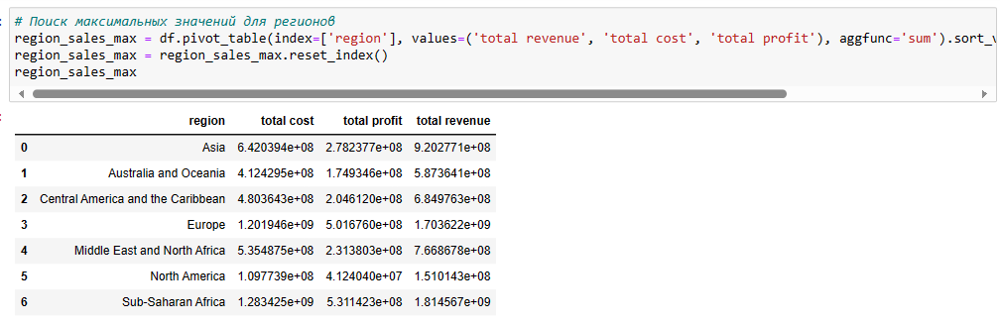 # Поиск максимальных значений для регионов
region_sales_max = df.pivot_table(index=['region'], values=('total revenue', 'total cost', 'total profit'), aggfunc='sum').sort_v
region_sales_max = region_sales_max.reset_index()
region_sales_max
region total cost total profit total revenue
0 Asia 6.420394e+08 2.782377e+08 9.202771e+08
1 Australia and Oceania 4.124295e+08 1.749346e+08 5.873641e+08
2 Central America and the Caribbean 4.803643e+08 2.046120e+08 6.849763e+08
3 Europe 1.201946e+09 5.016760e+08 1.703622e+09
4 Middle East and North Africa 5.354875e+08 2.313803e+08 7.668678e+08
5 North America 1.097739e+08 4.124040e+07 1.510143e+08
6 Sub-Saharan Africa 1.283425e+09 5.311423e+08 1.814567e+09